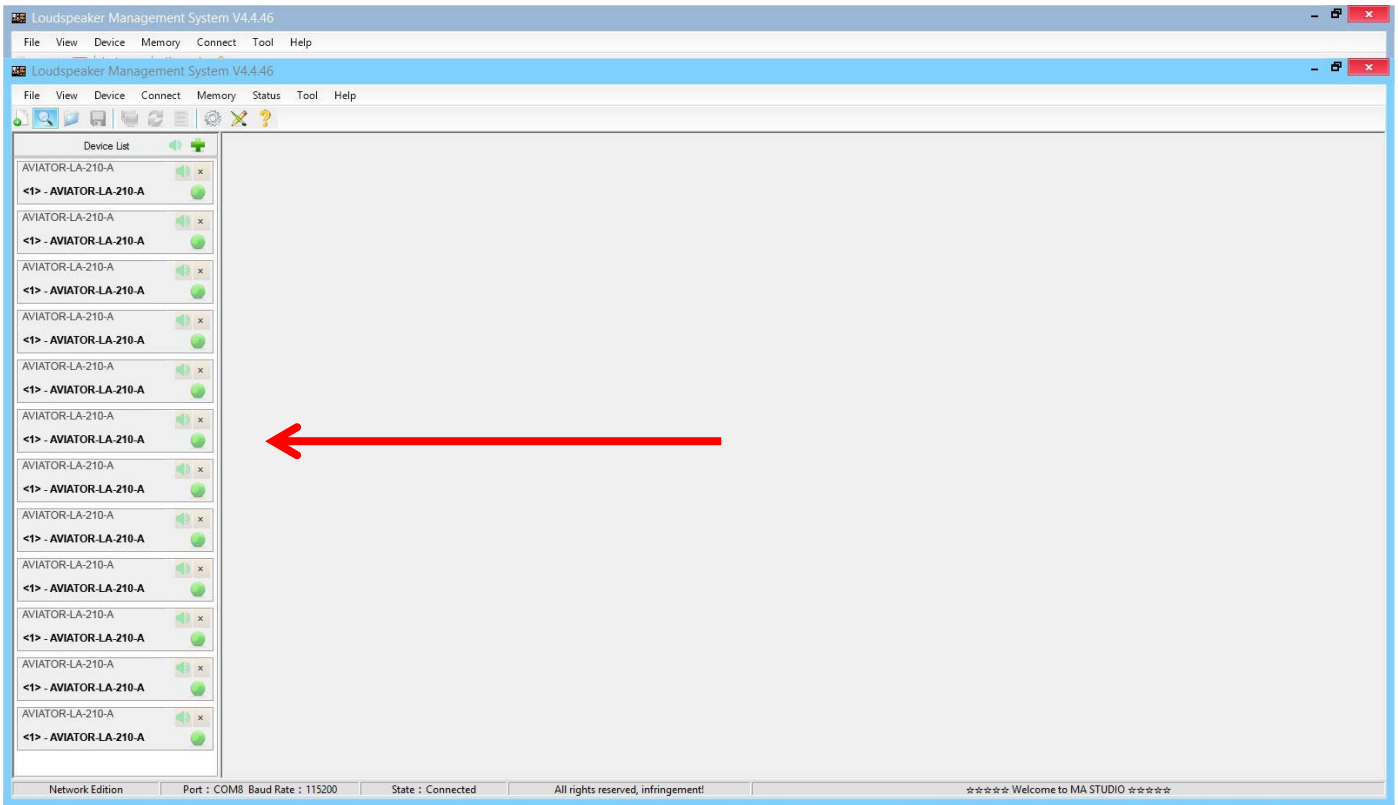 Loudspeaker Management System V4.4.46
File View Device Memory Connect Tool Help
Loudspeaker Management System V4.4.46
File View Device Connect Memory Status Tool Help
Device List
AVIATOR-LA-210-A
<1> - AVIATOR-LA-210-A
AVIATOR-LA-210-A
<1> - AVIATOR-LA-210-A
AVIATOR-LA-210-A
<1> - AVIATOR-LA-210-A
AVIATOR-LA-210-A
<1> - AVIATOR-LA-210-A
AVIATOR-LA-210-A
<1> - AVIATOR-LA-210-A
AVIATOR-LA-210-A
<1> - AVIATOR-LA-210-A
AVIATOR-LA-210-A
<1> - AVIATOR-LA-210-A
AVIATOR-LA-210-A
<1> - AVIATOR-LA-210-A
AVIATOR-LA-210-A
<1> - AVIATOR-LA-210-A
AVIATOR-LA-210-A
<1> - AVIATOR-LA-210-A
AVIATOR-LA-210-A
<1> - AVIATOR-LA-210-A
AVIATOR-LA-210-A
<1> - AVIATOR-LA-210-A
Network Edition Port : COM8 Baud Rate : 115200 State : Connected All rights reserved, infringement! ☆☆☆☆☆ Welcome to MA STUDIO ☆☆☆☆☆